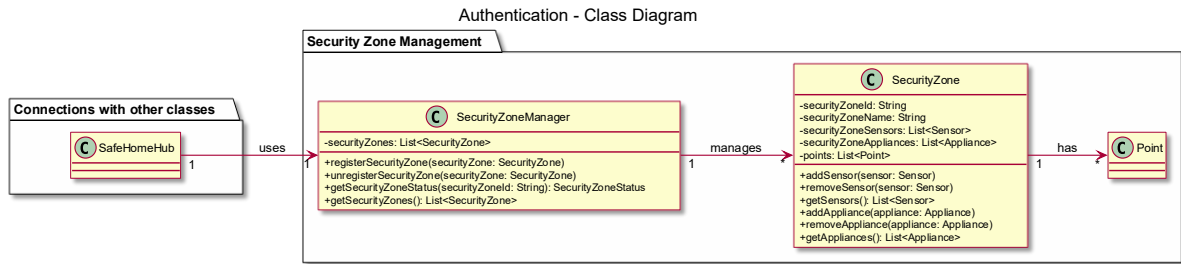 Authentication - Class Diagram
Security Zone Management
Connections with other classes
C SafeHomeHub
1
uses
1
C SecurityZoneManager
-securityZones: List<SecurityZone>
+registerSecurityZone(securityZone: SecurityZone)
+unregisterSecurityZone(securityZone: SecurityZone)
+getSecurityZoneStatus(securityZoneId: String): SecurityZoneStatus
+getSecurityZones(): List<SecurityZone>
1
manages
*
C SecurityZone
-securityZoneId: String
-securityZoneName: String
-securityZoneSensors: List<Sensor>
-securityZoneAppliances: List<Appliance>
-points: List<Point>
+addSensor(sensor: Sensor)
+removeSensor(sensor: Sensor)
+getSensors(): List<Sensor>
+addAppliance(appliance: Appliance)
+removeAppliance(appliance: Appliance)
+getAppliances(): List<Appliance>
1
has
*
C Point